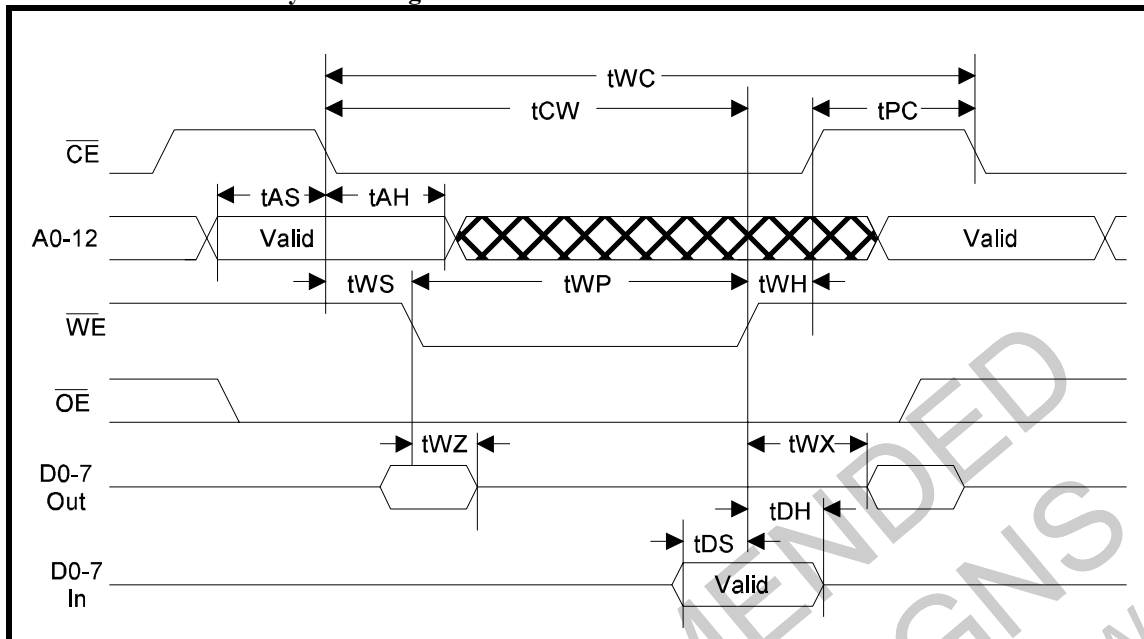 tWC
tCW
tPC
CE
tAS
tAH
A0-12
Valid
Valid
tWS
tWP
tWH
WE
OE
tWZ
tWX
D0-7
Out
tDH
tDS
D0-7
In
Valid